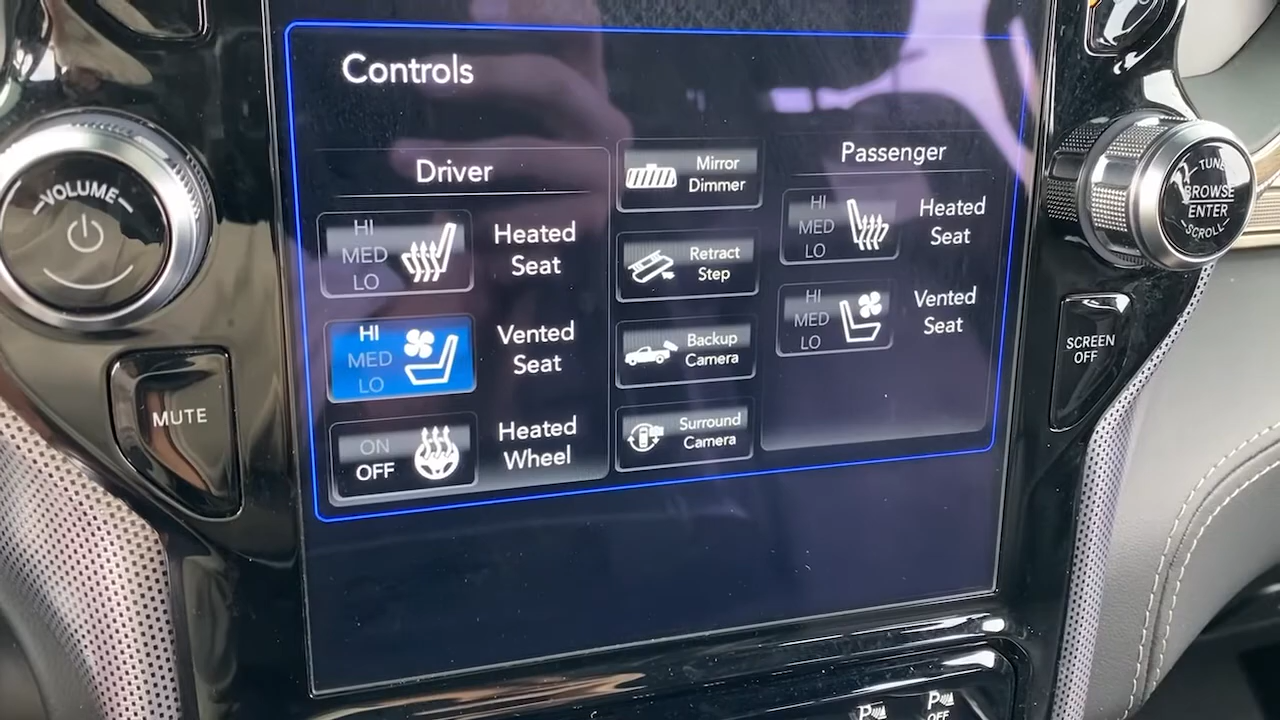 Controls
Driver
HI
MED
LO
Heated
Seat
HI
MED
LO
Vented
Seat
ON
OFF
Heated
Wheel
Mirror
Dimmer
Retract
Step
Backup
Camera
Surround
Camera
Passenger
HI
MED
LO
Heated
Seat
HI
MED
LO
Vented
Seat
VOLUME
MUTE
TUNE
BROWSE
ENTER
SCROLL
SCREEN
OFF
P
P
OFF